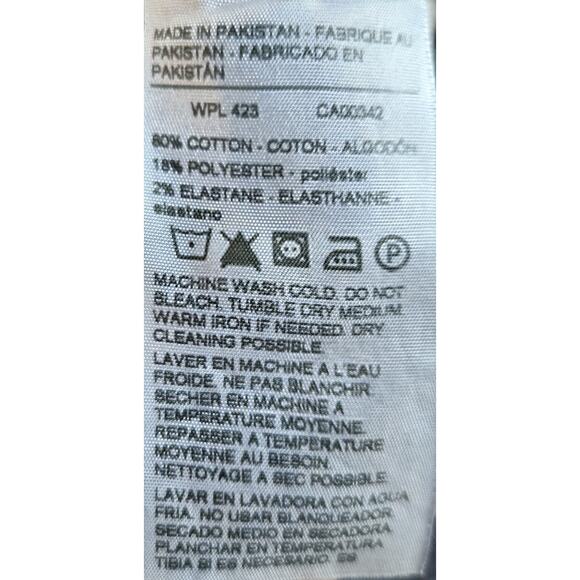 MADE IN PAKISTAN - FABRIQUE AU
PAKISTAN - FABRICADO EN
PAKISTÁN
WPL 423 CA00342
80% COTTON - COTON - ALGODÓN
18% POLYESTER - poliéster
2% ELASTANE - ELASTHANNE -
elastano
P
MACHINE WASH COLD. DO NOT
BLEACH. TUMBLE DRY MEDIUM.
WARM IRON IF NEEDED. DRY
CLEANING POSSIBLE.
LAVER EN MACHINE A L'EAU
FROIDE. NE PAS BLANCHIR.
SECHER EN MACHINE A
TEMPERATURE MOYENNE.
REPASSER A TEMPERATURE
MOYENNE AU BESOIN.
NETTOYAGE A SEC POSSIBLE.
LAVAR EN LAVADORA CON AGUA
FRIA. NO USAR BLANQUEADOR.
SECADO MEDIO EN SECADORA.
PLANCHAR EN TEMPERATURA
TIBIA SI ES NECESARIO. ES